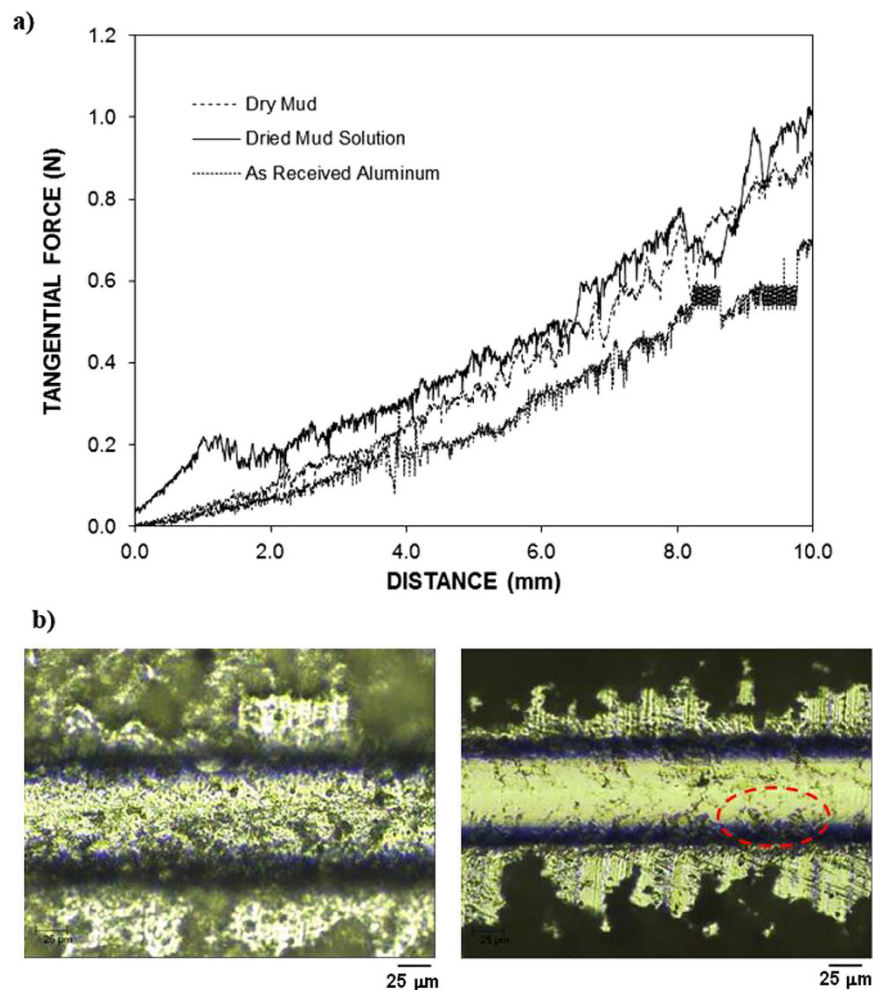 a)
1.2
1.0
0.8
0.6
0.4
0.2
0.0
TANGENTIAL FORCE (N)
Dry Mud
Dried Mud Solution
As Received Aluminum
0.0 2.0 4.0 6.0 8.0 10.0
DISTANCE (mm)
b)
25 μm
25 μm
25 μm
25 μm